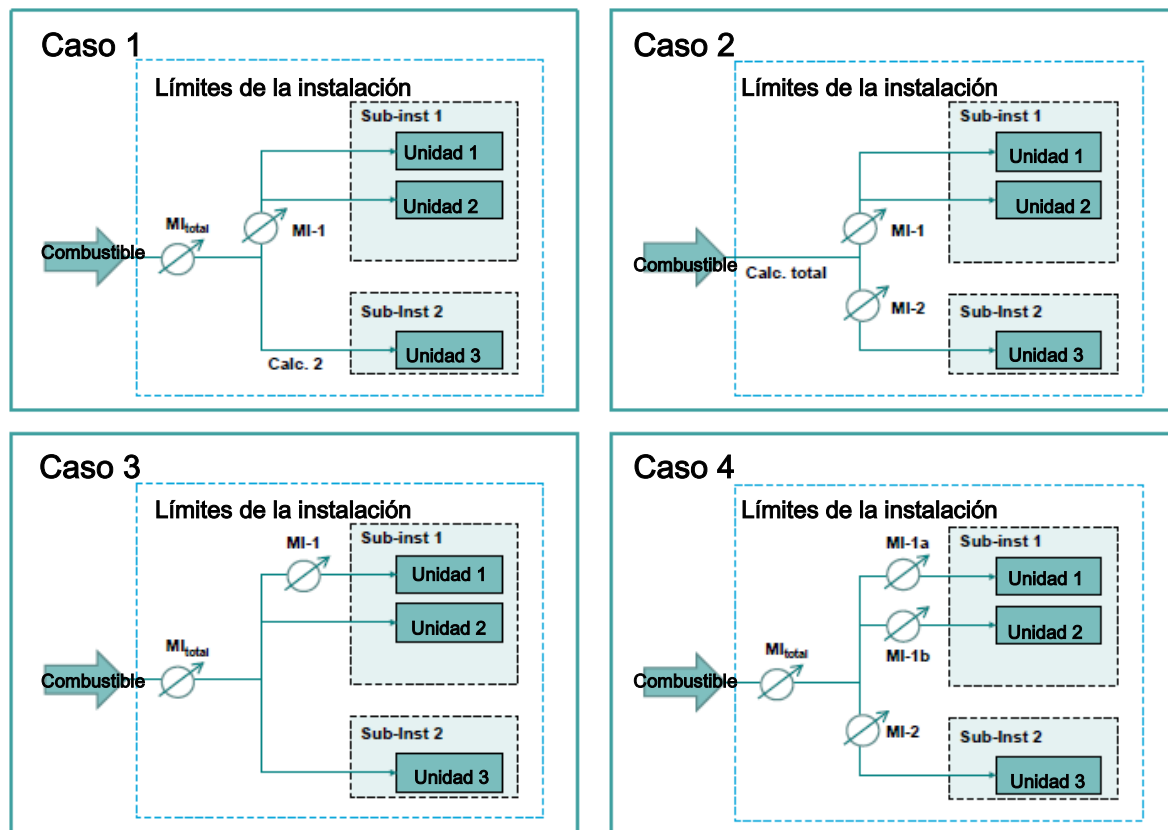 Caso 1
Límites de la instalación
Sub-inst 1
Unidad 1
Unidad 2
MI-1
MItotal
Combustible
Sub-Inst 2
Unidad 3
Calc. 2
Caso 2
Límites de la instalación
Sub-inst 1
Unidad 1
Unidad 2
MI-1
Combustible
Calc. total
MI-2
Sub-Inst 2
Unidad 3
Caso 3
Límites de la instalación
Sub-inst 1
MI-1
Unidad 1
Unidad 2
MItotal
Combustible
Sub-Inst 2
Unidad 3
Caso 4
Límites de la instalación
Sub-inst 1
MI-1a
Unidad 1
Unidad 2
MI-1b
MItotal
Combustible
MI-2
Sub-Inst 2
Unidad 3